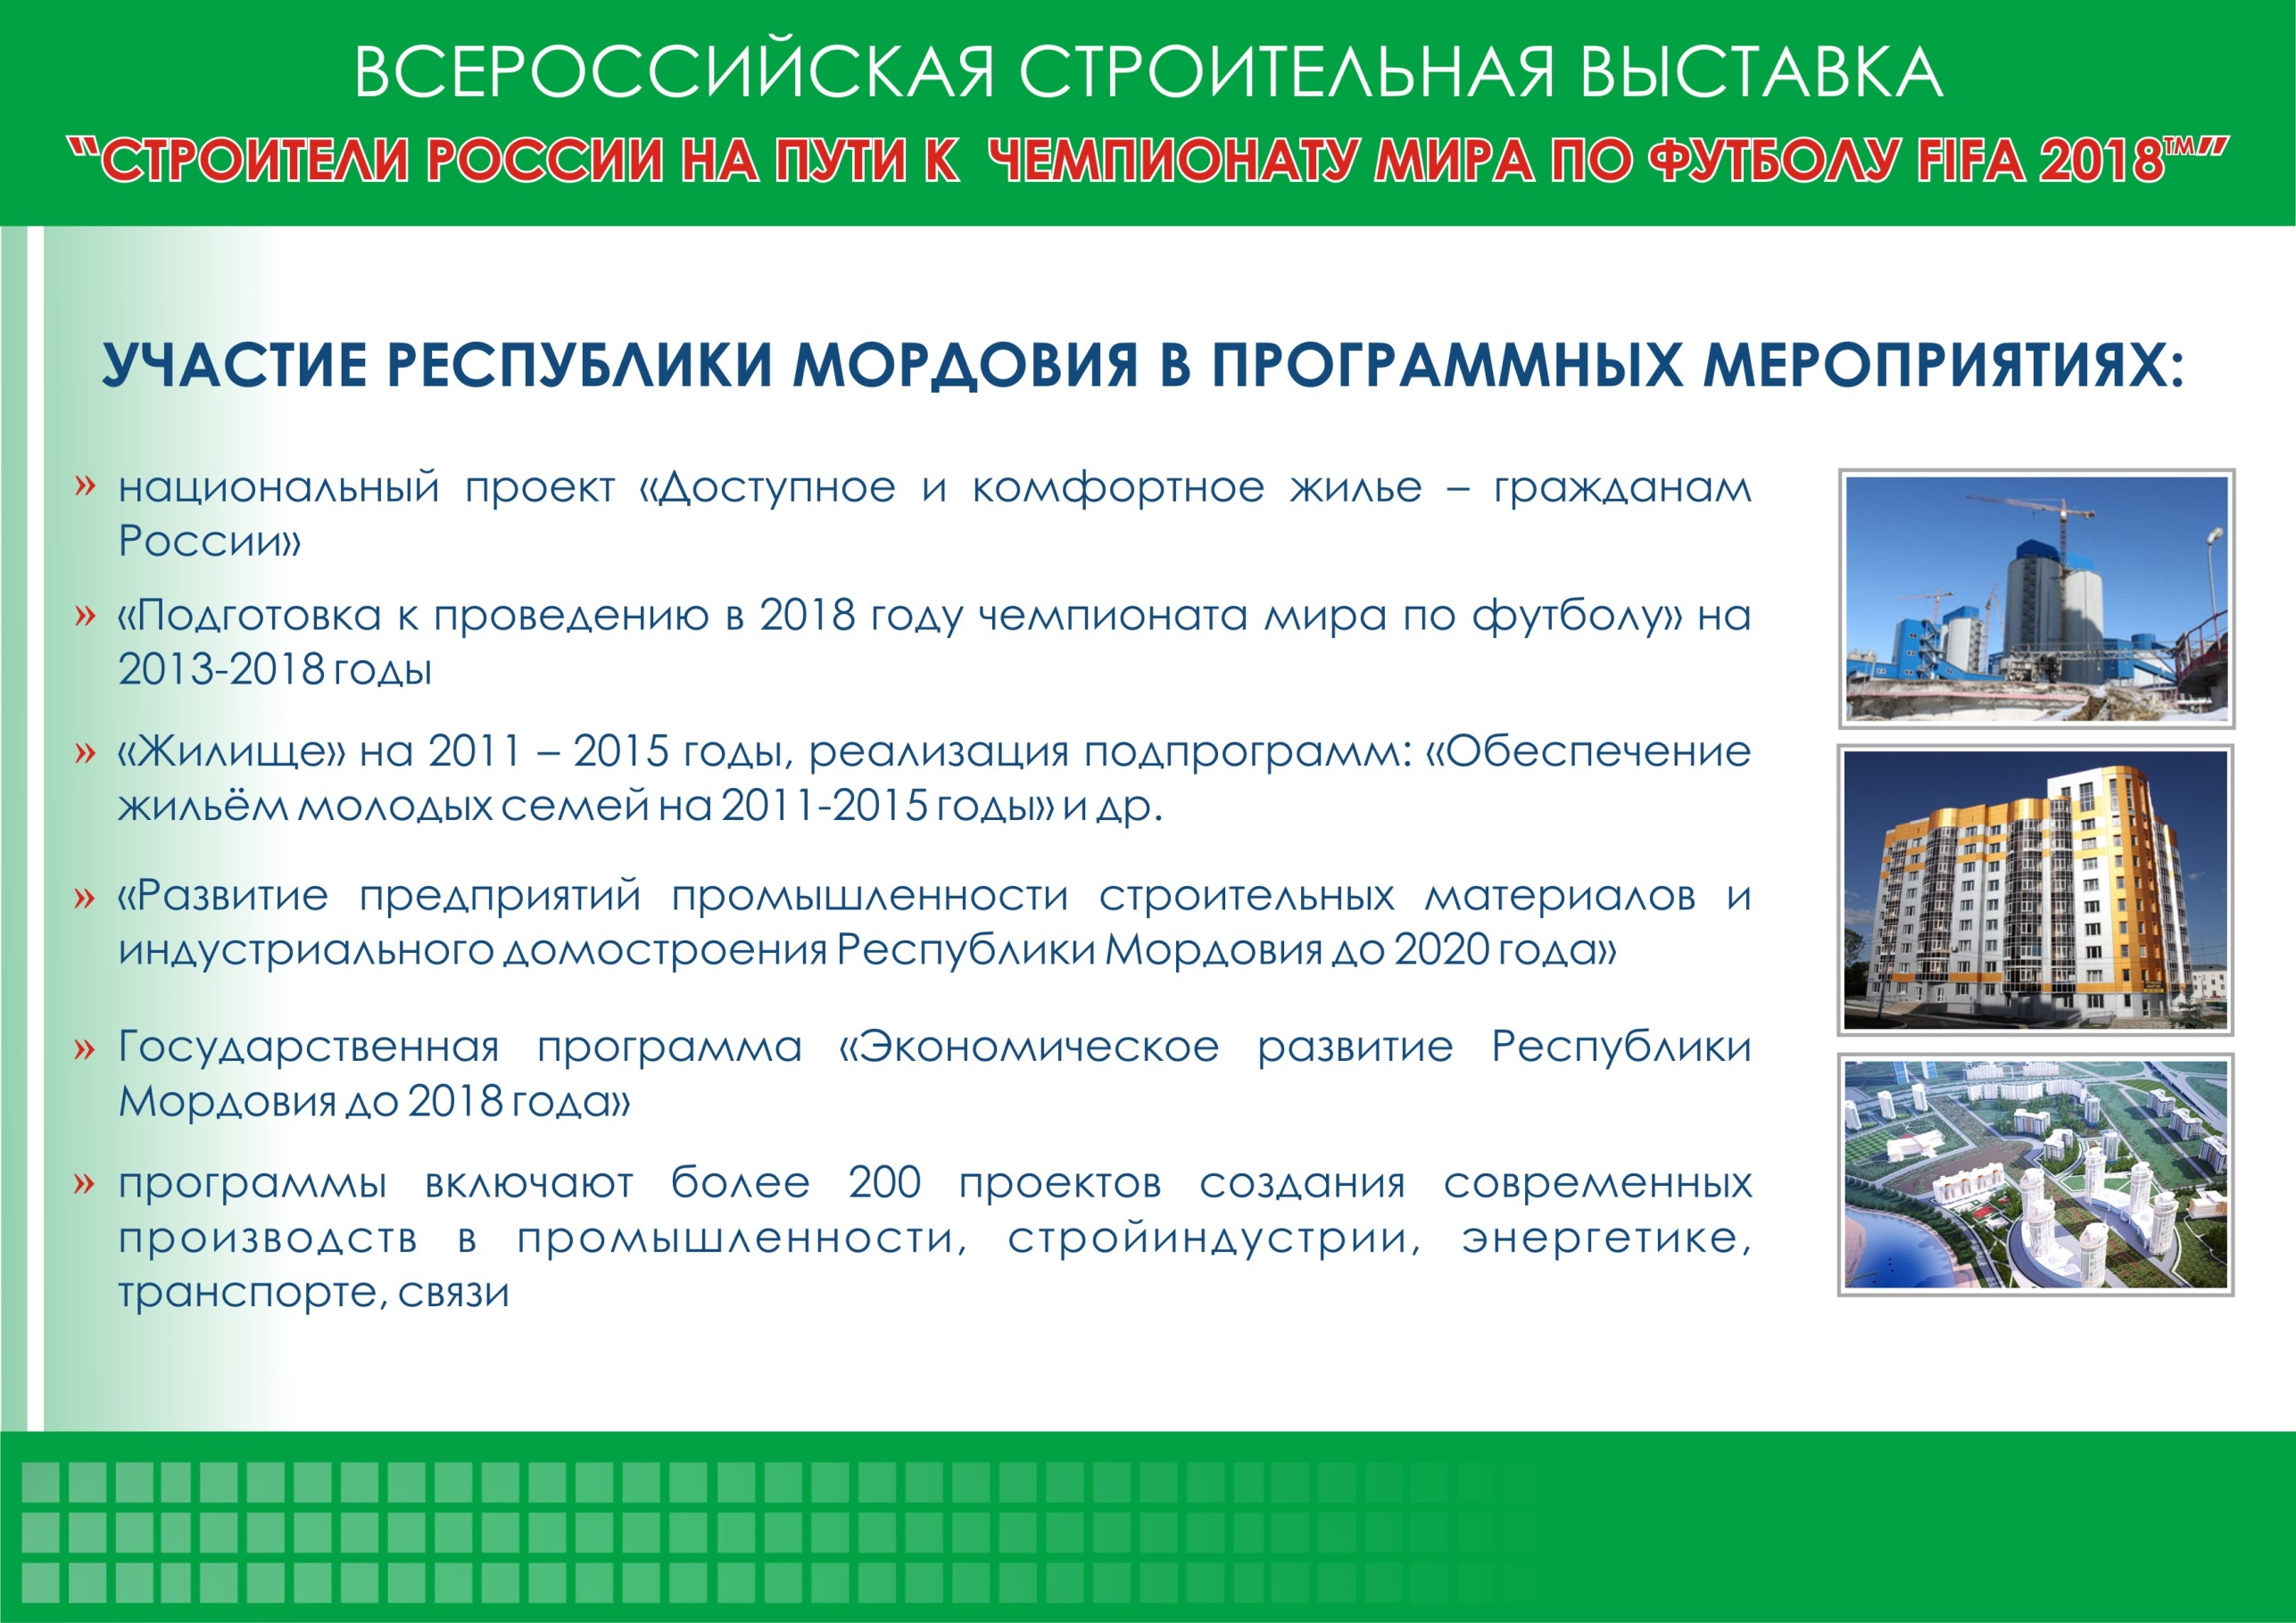 ВСЕРОССИЙСКАЯ СТРОИТЕЛЬНАЯ ВЫСТАВКА
“СТРОИТЕЛИ РОССИИ НА ПУТИ К ЧЕМПИОНАТУ МИРА ПО ФУТБОЛУ FIFA 2018™”
УЧАСТИЕ РЕСПУБЛИКИ МОРДОВИЯ В ПРОГРАММНЫХ МЕРОПРИЯТИЯХ:
» национальный проект «Доступное и комфортное жилье – гражданам
России»
» «Подготовка к проведению в 2018 году чемпионата мира по футболу» на
2013-2018 годы
» «Жилище» на 2011 – 2015 годы, реализация подпрограмм: «Обеспечение
жильём молодых семей на 2011-2015 годы» и др.
» «Развитие предприятий промышленности строительных материалов и
индустриального домостроения Республики Мордовия до 2020 года»
» Государственная программа «Экономическое развитие Республики
Мордовия до 2018 года»
» программы включают более 200 проектов создания современных
производств в промышленности, стройиндустрии, энергетике,
транспорте, связи